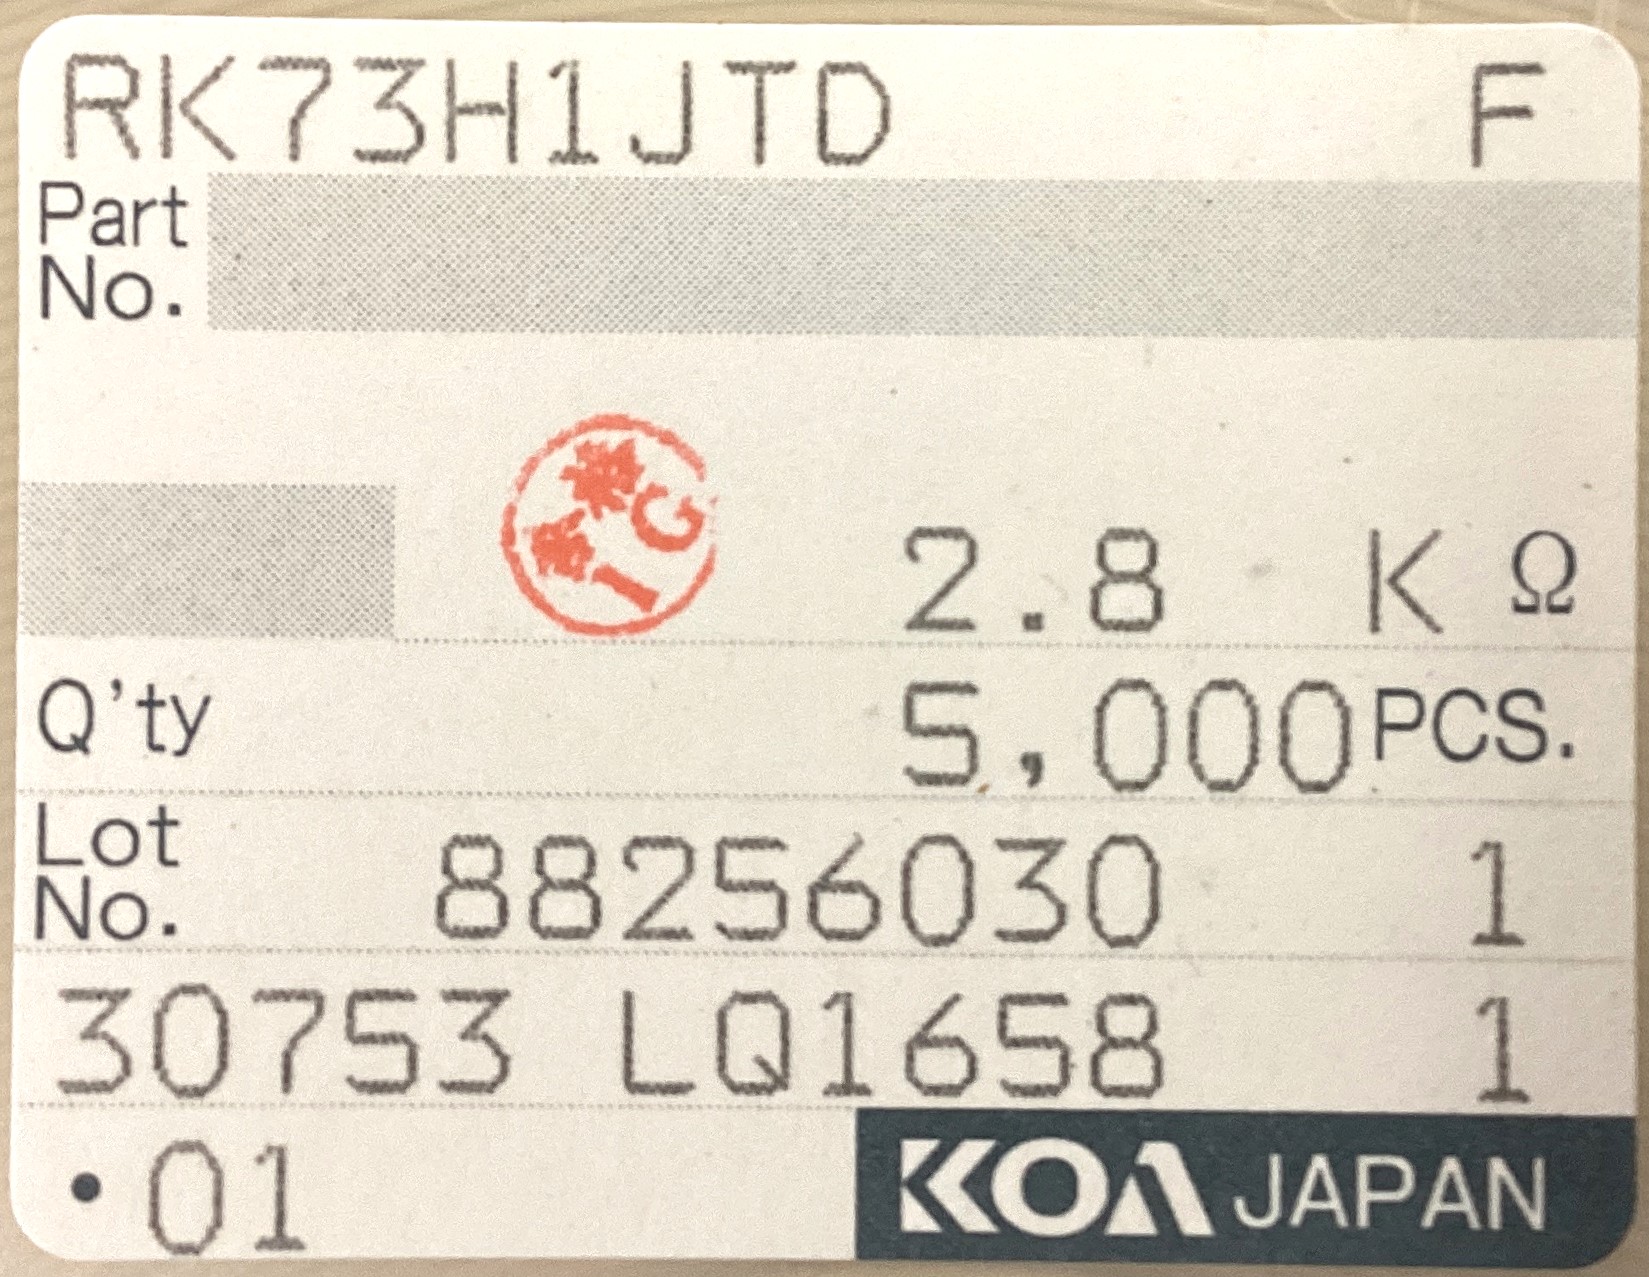 RK73H1JTD F
Part
No.
2.8 K Ω
Q'ty 5,000 PCS.
Lot
No. 88256030 1
30753 LQ1658 1
• 01
KOA JAPAN